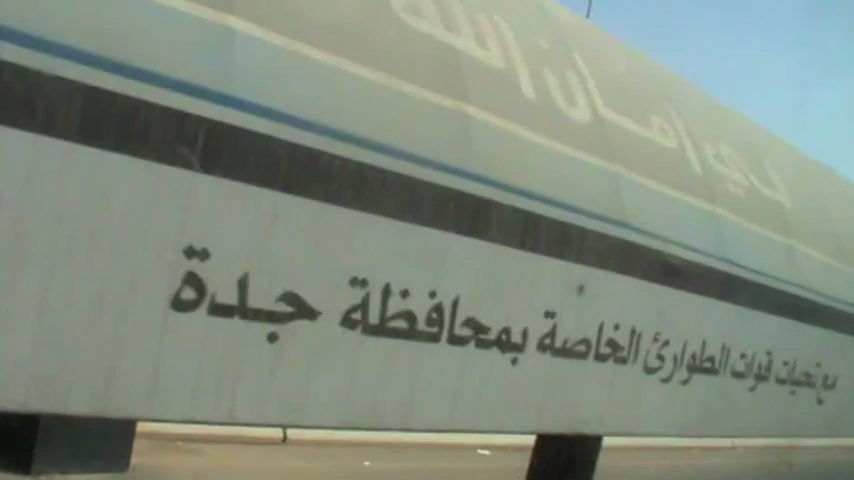 في أمان الله
مع تحيات قوات الطوارئ الخاصة بمحافظة جدة